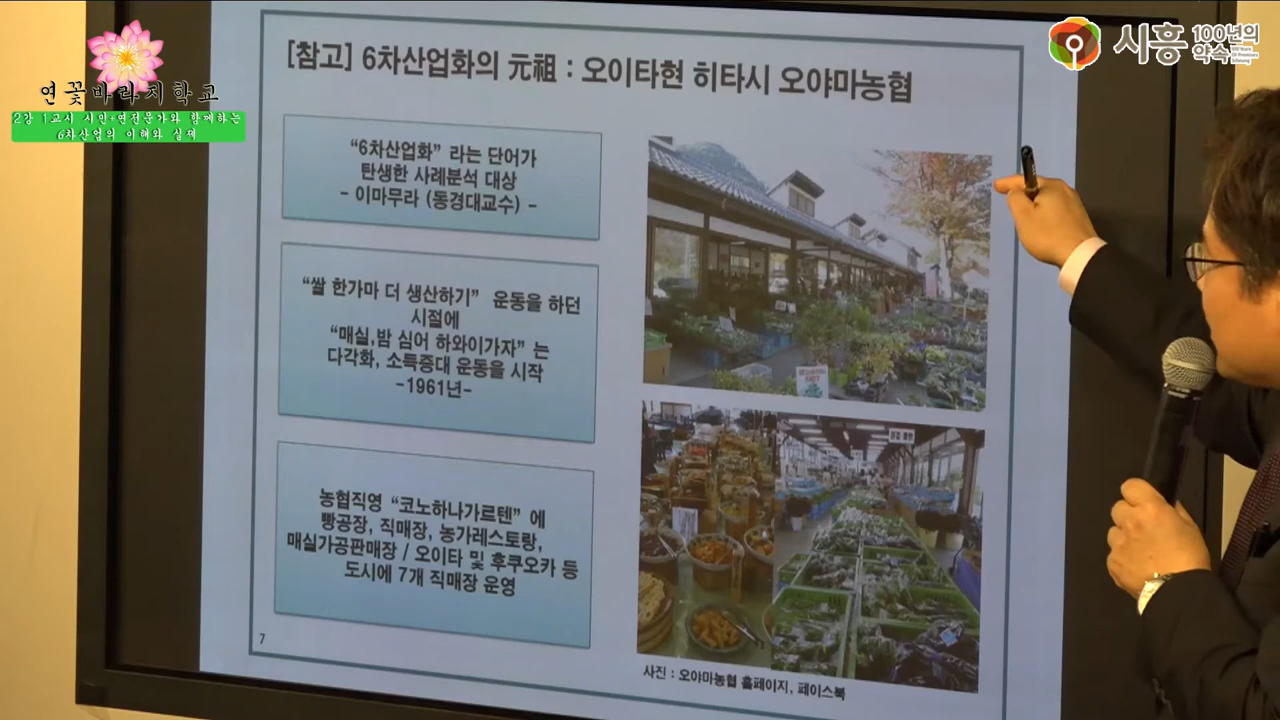 연꽃바라지학교
2강 1교시 시민+연전문가와 함께하는
6차산업의 이해와 실제
시흥
100년의
약속
[참고] 6차산업화의 元祖 : 오이타현 히타시 오야마농협
“6차산업화” 라는 단어가
탄생한 사례분석 대상
- 이마무라 (동경대교수) -
“쌀 한가마 더 생산하기” 운동을 하던
시절에
“매실,밤 심어 하와이가자” 는
다각화, 소득증대 운동을 시작
-1961년-
농협직영 “코노하나가르텐” 에
빵공장, 직매장, 농가레스토랑,
매실가공판매장 / 오이타 및 후쿠오카 등
도시에 7개 직매장 운영
사진 : 오야마농협 홈페이지, 페이스북
7